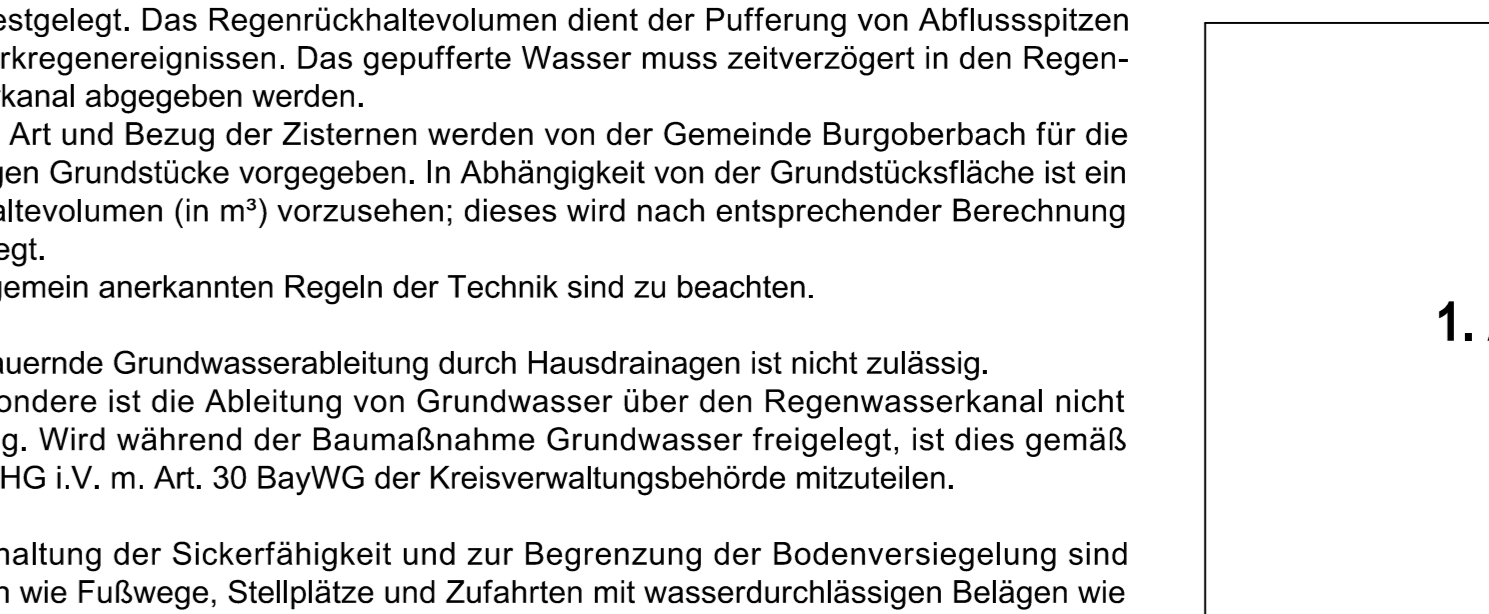 estgelegt. Das Regenrückhaltevolumen dient der Pufferung von Abflussspitzen
rkregenereignissen. Das gepufferte Wasser muss zeitverzögert in den Regen-
kanal abgegeben werden.
Art und Bezug der Zisternen werden von der Gemeinde Burgoberbach für die
gen Grundstücke vorgegeben. In Abhängigkeit von der Grundstücksfläche ist ein
altevolumen (in m³) vorzusehen; dieses wird nach entsprechender Berechnung
egt.
gemein anerkannten Regeln der Technik sind zu beachten.
auernde Grundwasserableitung durch Hausdrainagen ist nicht zulässig.
ondere ist die Ableitung von Grundwasser über den Regenwasserkanal nicht
g. Wird während der Baumaßnahme Grundwasser freigelegt, ist dies gemäß
HG i.V. m. Art. 30 BayWG der Kreisverwaltungsbehörde mitzuteilen.
haltung der Sickerfähigkeit und zur Begrenzung der Bodenversiegelung sind
n wie Fußwege, Stellplätze und Zufahrten mit wasserdurchlässigen Belägen wie
1.